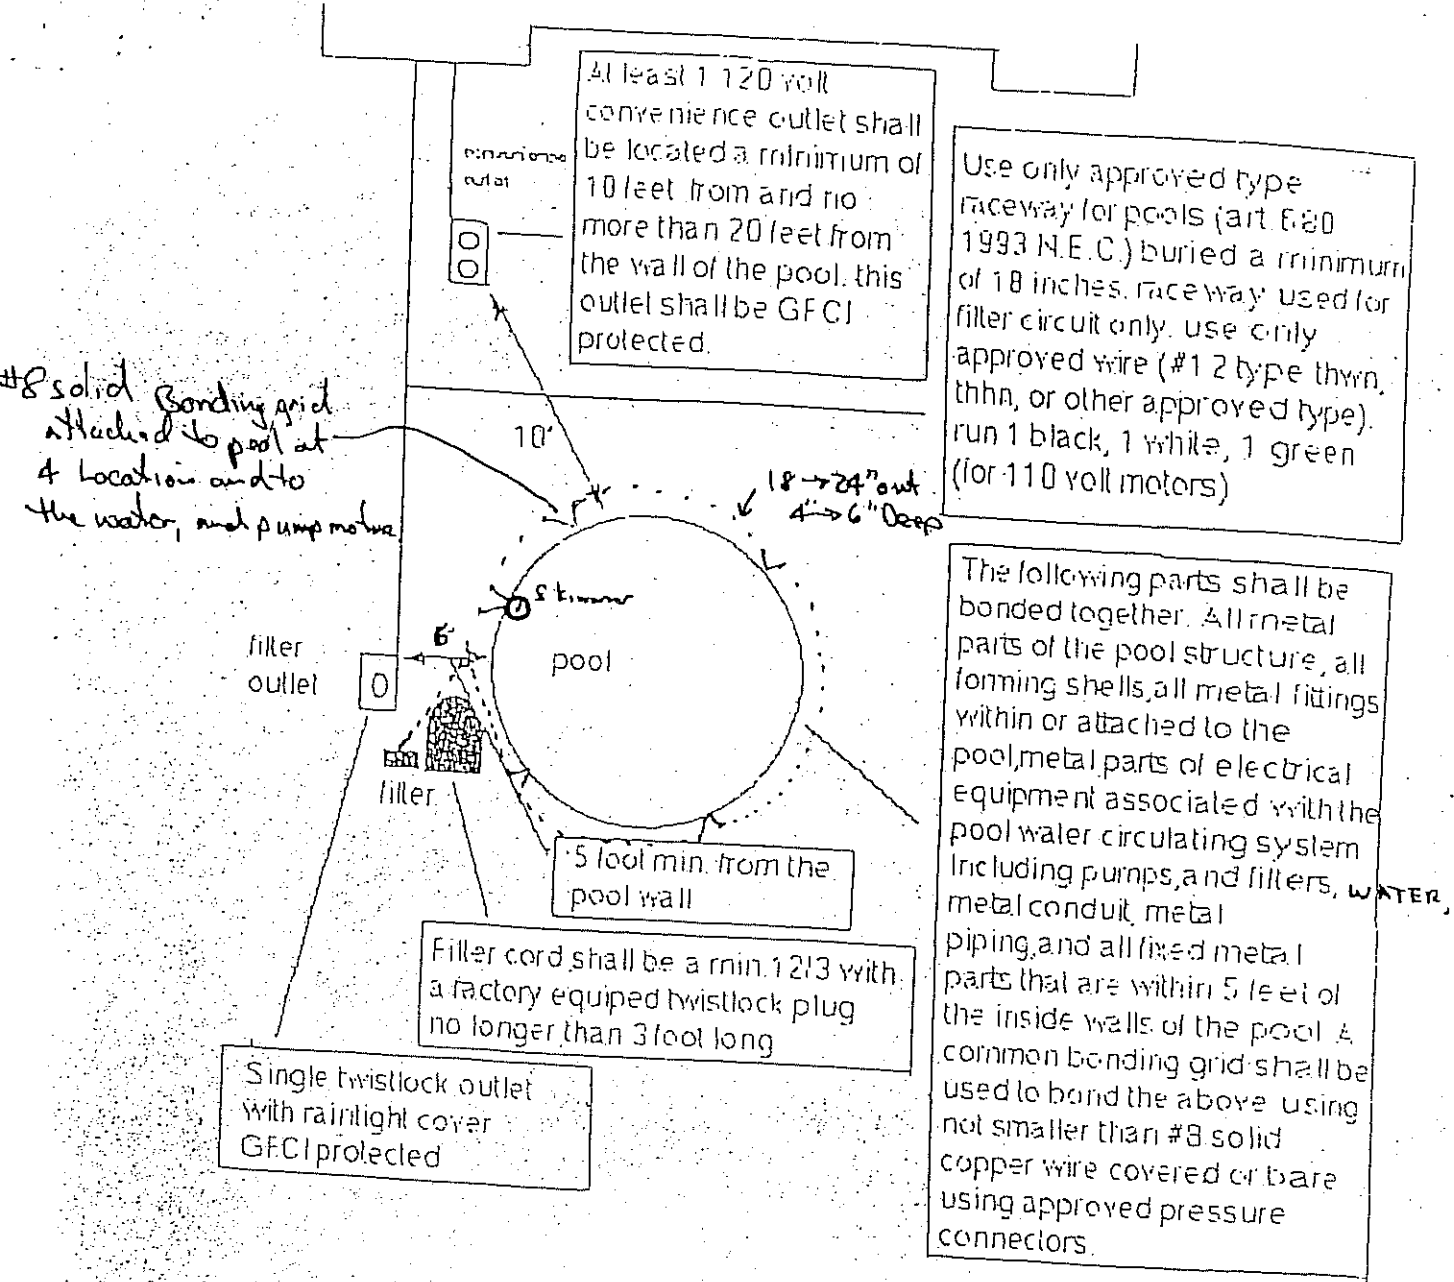 At least 1 120 volt
convenience outlet shall
be located a minimum of
10 feet from and no
more than 20 feet from
the wall of the pool. this
outlet shall be GFCI
protected.
outlet
Use only approved type
raceway for pools (art. 680
1993 N.E.C.) buried a minimum
of 18 inches. raceway used for
filter circuit only. use only
approved wire (#12 type thwn,
thhn, or other approved type).
run 1 black, 1 white, 1 green
(for 110 volt motors)
#8 solid Bonding grid
attached to pool at
4 Location and to
the water, and pump motor
10'
18 → 24" out
4" → 6" Deep
Skimmer
6'
filter
outlet
pool
filter
The following parts shall be
bonded together. All metal
parts of the pool structure, all
forming shells, all metal fittings
within or attached to the
pool, metal parts of electrical
equipment associated with the
pool water circulating system
Including pumps, and filters, WATER,
metal conduit, metal
piping, and all fixed metal
parts that are within 5 feet of
the inside walls of the pool. A
common bonding grid shall be
used to bond the above using
not smaller than #8 solid
copper wire covered or bare
using approved pressure
connectors.
5 foot min. from the
pool wall
Filter cord shall be a min. 12/3 with
a factory equiped twistlock plug
no longer than 3 foot long
Single twistlock outlet
with raintight cover
GFCI protected